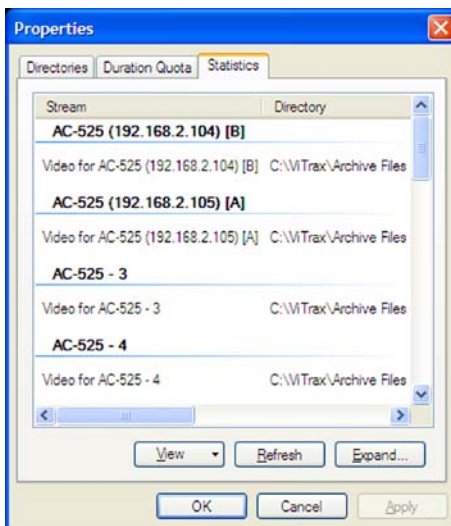 Properties
Directories Duration Quota Statistics
Stream Directory
AC-525 (192.168.2.104) [B]
Video for AC-525 (192.168.2.104) [B] C:\ViTrax\Archive Files
AC-525 (192.168.2.105) [A]
Video for AC-525 (192.168.2.105) [A] C:\ViTrax\Archive Files
AC-525 - 3
Video for AC-525 - 3 C:\ViTrax\Archive Files
AC-525 - 4
Video for AC-525 - 4 C:\ViTrax\Archive Files
View Refresh Expand...
OK Cancel Apply